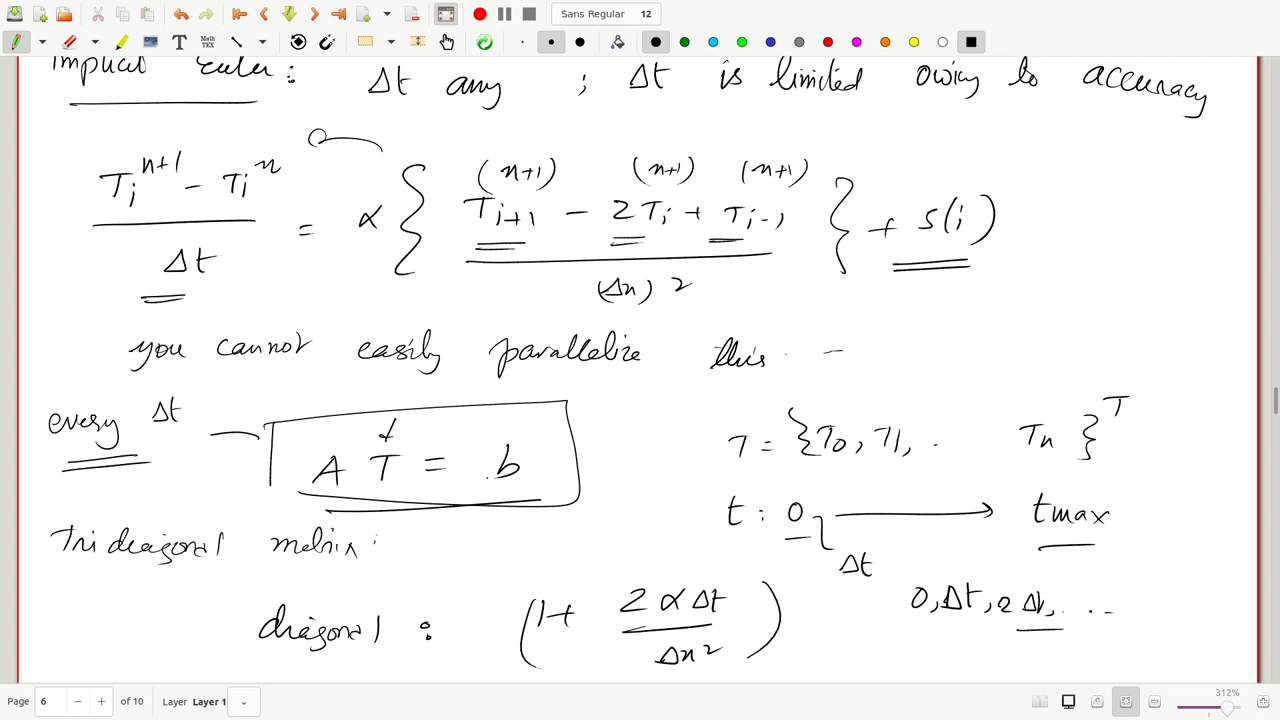 Sans Regular 12
Implicit Euler: Δt any ; Δt is limited owing to accuracy
(n+1) (n+1) (n+1)
Ti^n+1 - Ti^n / Δt = α { Ti+1 - 2Ti + Ti-1 / (Δx)2 } + S(i)
you cannot easily parallelize this.
every Δt
A T = b
T = {T0, T1, . Tn }^T
t : 0 → tmax
Δt
Tridiagonal matrix:
0, Δt, 2Δt, ...
diagonal : (1+ 2αΔt / Δx2)
Page 6 of 10 Layer Layer 1 312%